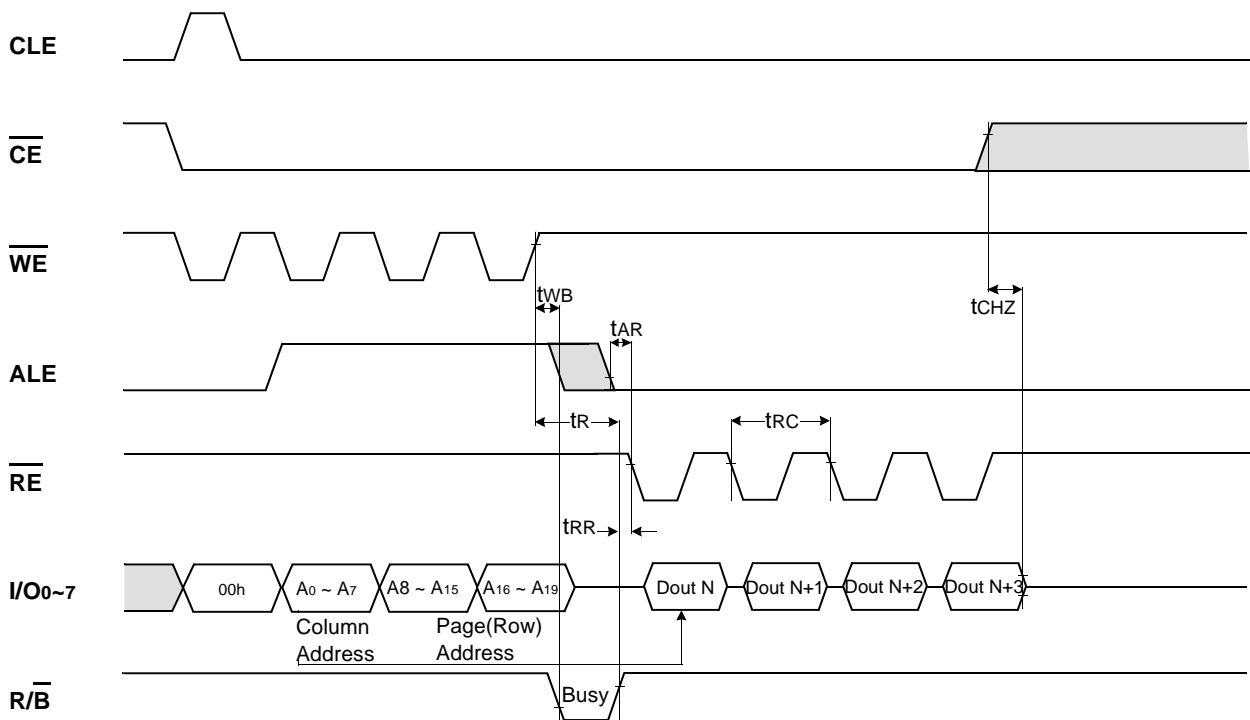 CLE
CE
WE
tWB
tCHZ
tAR
ALE
tR
tRC
RE
tRR
I/O0~7
00h
A0 ~ A7
A8 ~ A15
A16 ~ A19
Dout N
Dout N+1
Dout N+2
Dout N+3
Column
Address
Page(Row)
Address
R/B
Busy